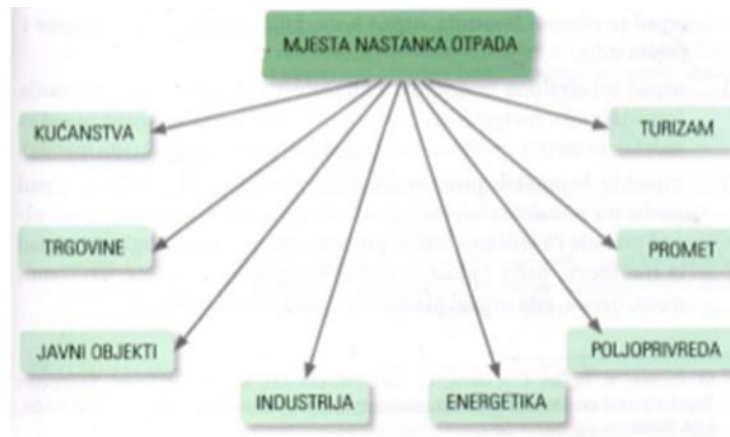 MJESTA NASTANKA OTPADA
KUĆANSTVA
TURIZAM
TRGOVINE
PROMET
JAVNI OBJEKTI
POLJOPRIVREDA
INDUSTRIJA
ENERGETIKA